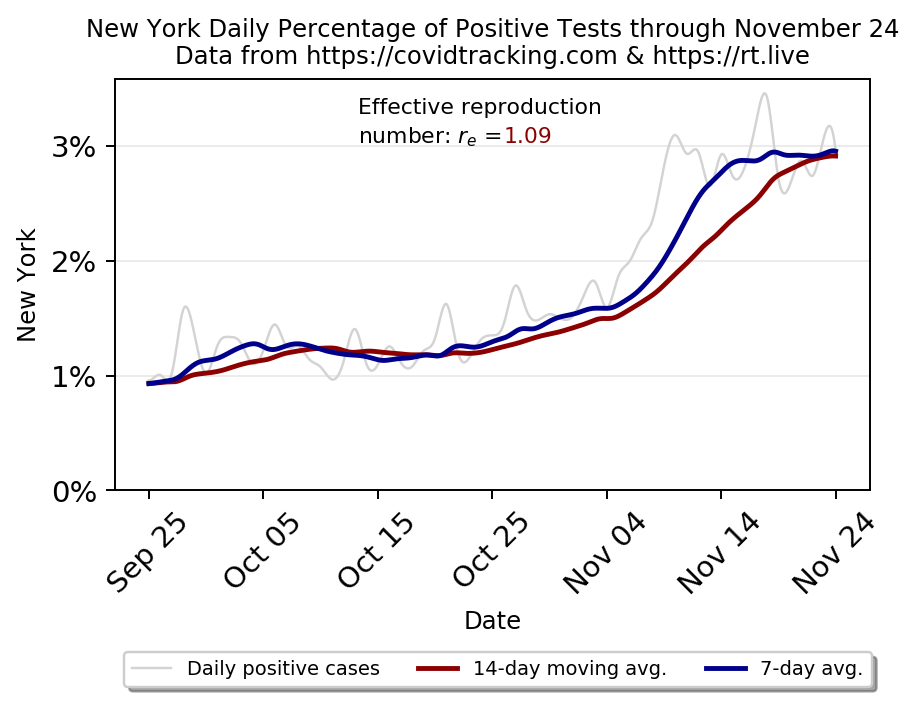 New York Daily Percentage of Positive Tests through November 24
Data from https://covidtracking.com & https://rt.live
Effective reproduction
number: rₑ =1.09
3%
2%
1%
0%
New York
Sep 25
Oct 05
Oct 15
Oct 25
Nov 04
Nov 14
Nov 24
Date
Daily positive cases
14-day moving avg.
7-day avg.